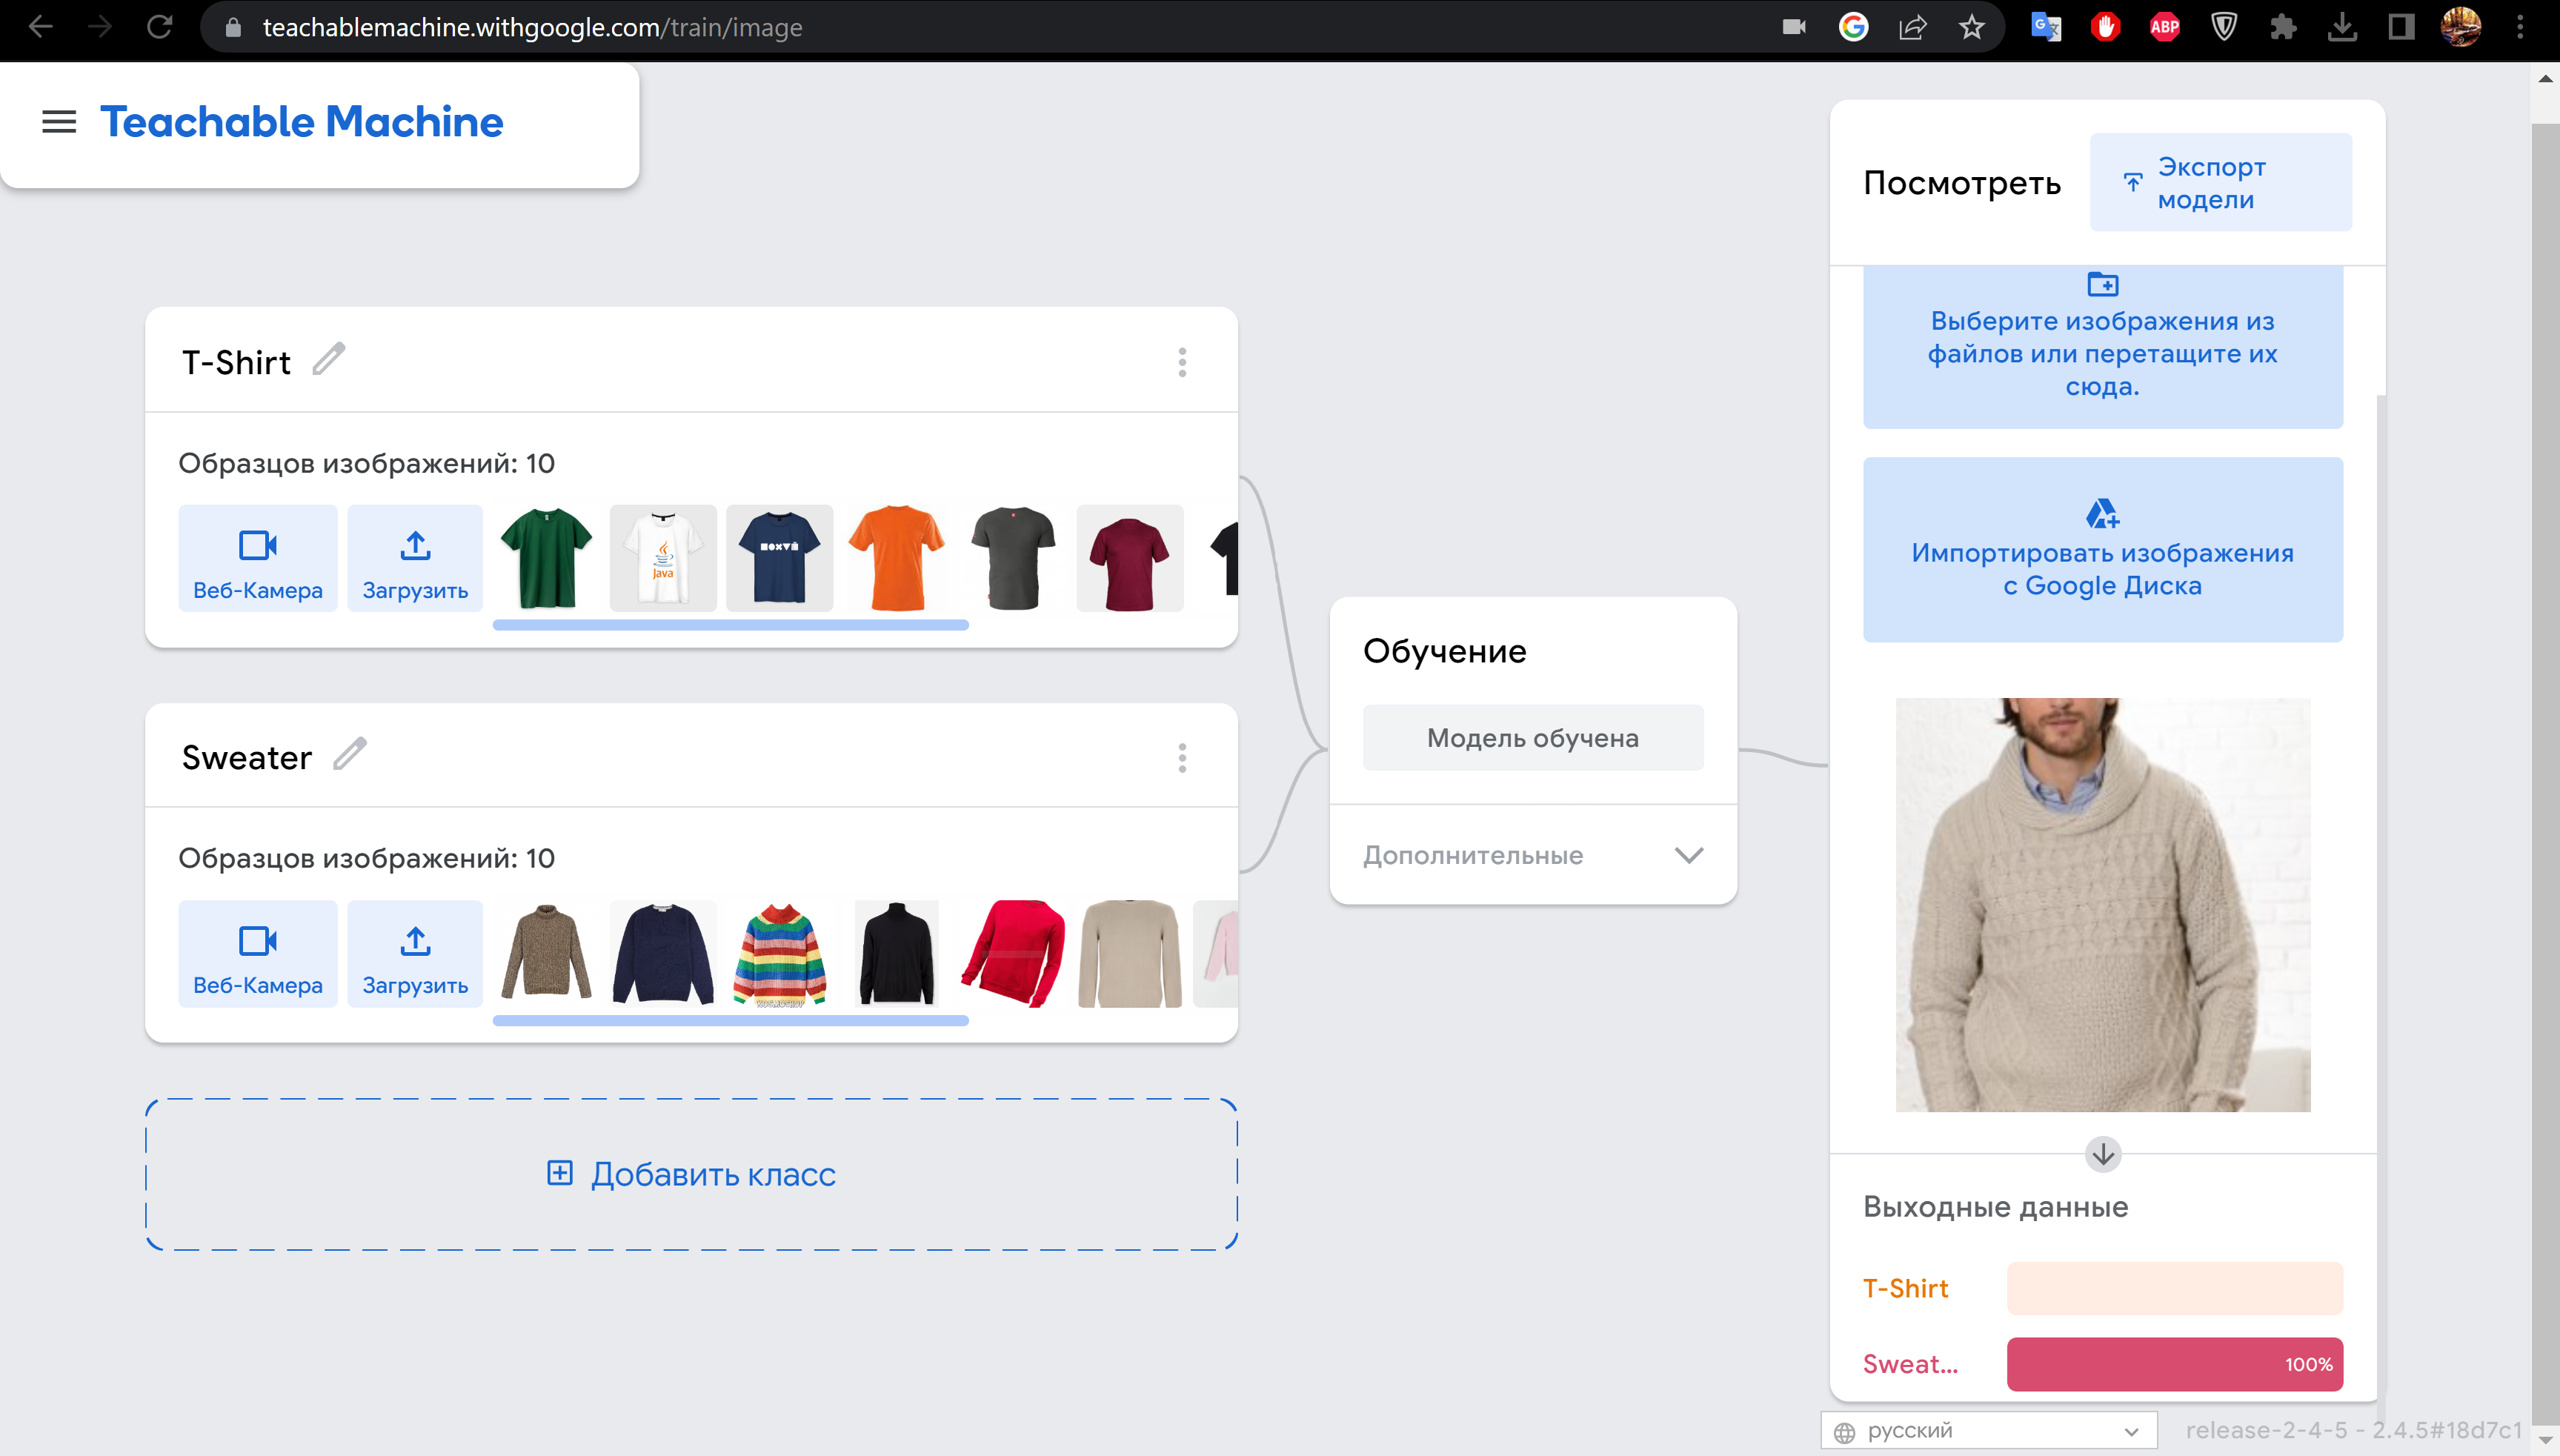 teachablemachine.withgoogle.com/train/image
ABP
Teachable Machine
T-Shirt
Образцов изображений: 10
Веб-Камера
Загрузить
Java
Sweater
Образцов изображений: 10
Веб-Камера
Загрузить
Добавить класс
Обучение
Модель обучена
Дополнительные
Посмотреть
Экспорт
модели
Выберите изображения из
файлов или перетащите их
сюда.
Импортировать изображения
с Google Диска
Выходные данные
T-Shirt
Sweat...
100%
русский
release-2-4-5 - 2.4.5#18d7c1